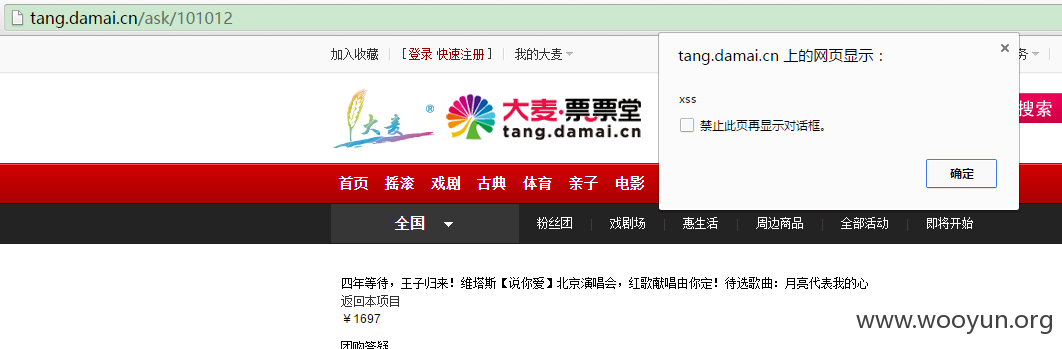 tang.damai.cn/ask/101012
加入收藏 [ 登录 快速注册 ] 我的大麦 务
tang.damai.cn 上的网页显示：
xss
禁止此页再显示对话框。
确定
大麦 ® 大麦·票票堂
tang.damai.cn
搜索
首页 摇滚 戏剧 古典 体育 亲子 电影
全国 粉丝团 戏剧场 惠生活 周边商品 全部活动 即将开始
四年等待，王子归来！维塔斯【说你爱】北京演唱会，红歌献唱由你定！待选歌曲：月亮代表我的心
返回本项目
￥1697
团购答疑
www.wooyun.org